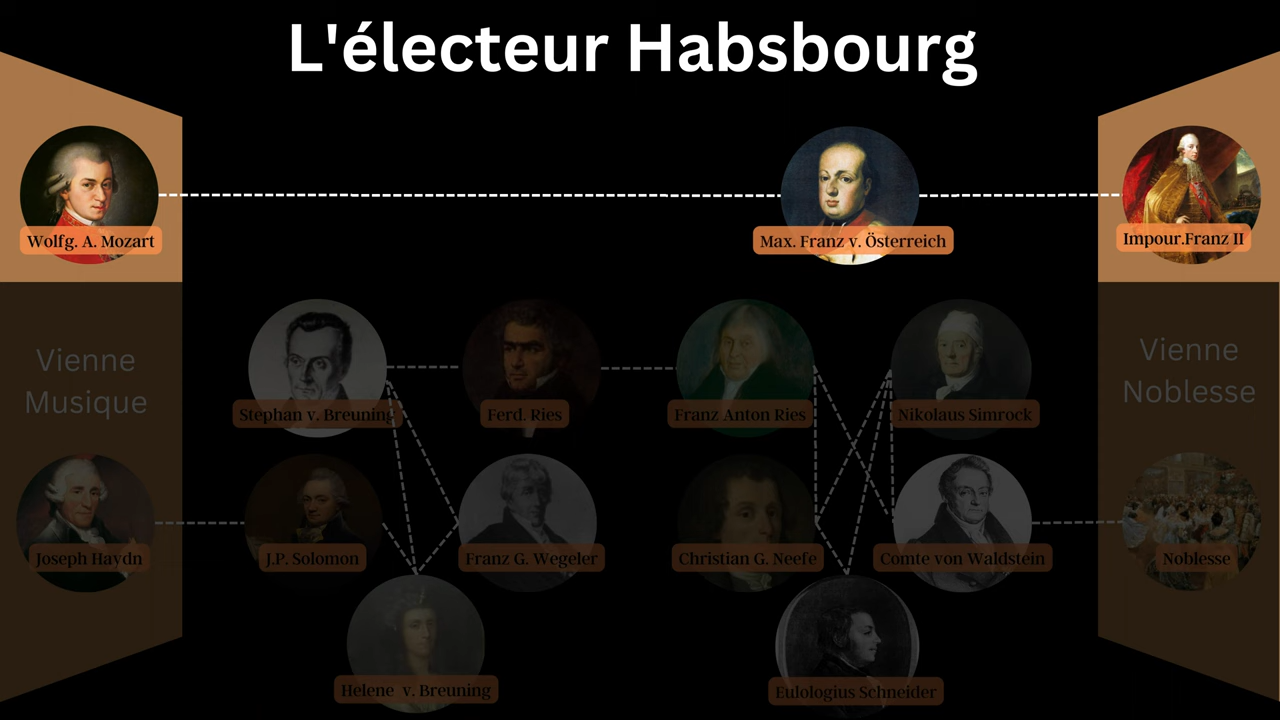 L'électeur Habsbourg
Wolfg. A. Mozart
Max. Franz v. Österreich
Impour.Franz II
Vienne
Musique
Vienne
Noblesse
Stephan v. Breuning
Ferd. Ries
Franz Anton Ries
Nikolaus Simrock
Joseph Haydn
J.P. Solomon
Franz G. Wegeler
Christian G. Neefe
Comte von Waldstein
Noblesse
Helene v. Breuning
Eulologius Schneider